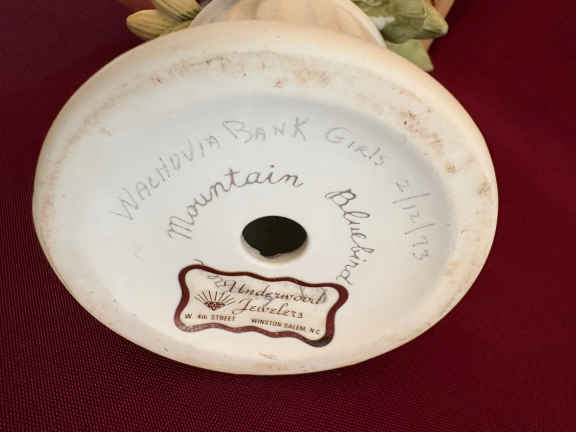 WACHOVIA BANK GIRLS 2/12/73
Mountain Bluebird
Underwood
Jewelers
W. 4th STREET WINSTON SALEM, N.C.